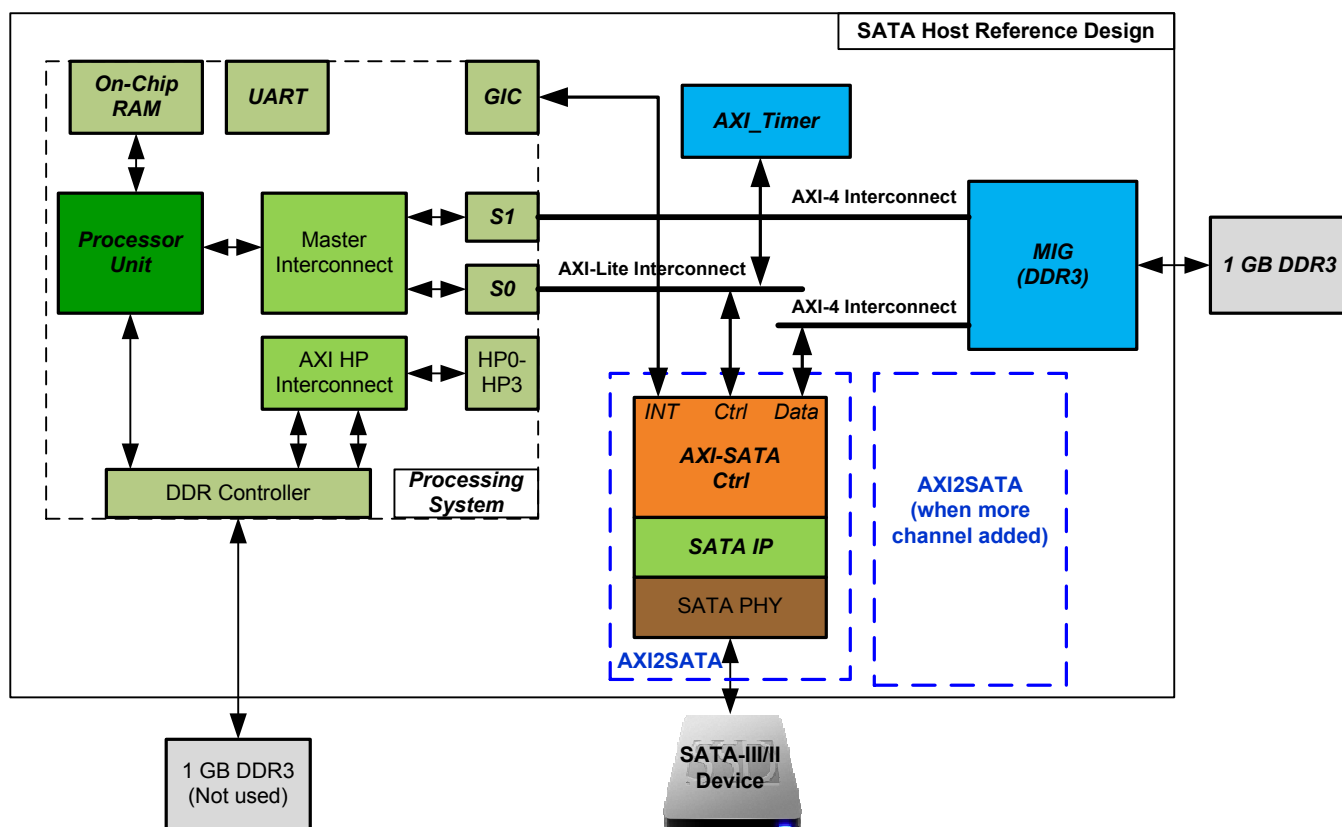 SATA Host Reference Design
On-Chip
RAM
UART
GIC
AXI_Timer
AXI-4 Interconnect
Processor
Unit
Master
Interconnect
S1
MIG
(DDR3)
1 GB DDR3
AXI-Lite Interconnect
S0
AXI-4 Interconnect
AXI HP
Interconnect
HP0-
HP3
INT Ctrl Data
AXI-SATA
Ctrl
AXI2SATA
(when more
channel added)
DDR Controller
Processing
System
SATA IP
SATA PHY
AXI2SATA
1 GB DDR3
(Not used)
SATA-III/II
Device
SSD